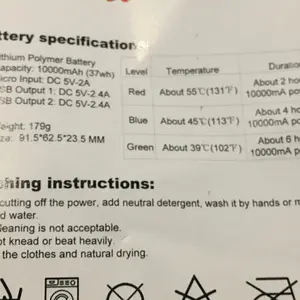 ttery specification
thium Polymer Battery
apacity: 10000mAh (37wh)
icro Input: DC 5V-2A
SB Output 1: DC 5V-2.4A
SB Output 2: DC 5V-2.4A
eight: 179g
ze: 91.5*62.5*23.5 MM
Level Temperature Duratio
Red About 55℃(131℉) About 2 ho
10000mA po
Blue About 45℃(113℉) About 4 ho
10000mA po
Green About 39℃(102℉) About 6 h
10000mA p
hing instructions:
cutting off the power, add neutral detergent, wash it by hands or m
d water.
leaning is not acceptable.
ot knead or beat heavily.
the clothes and natural drying.